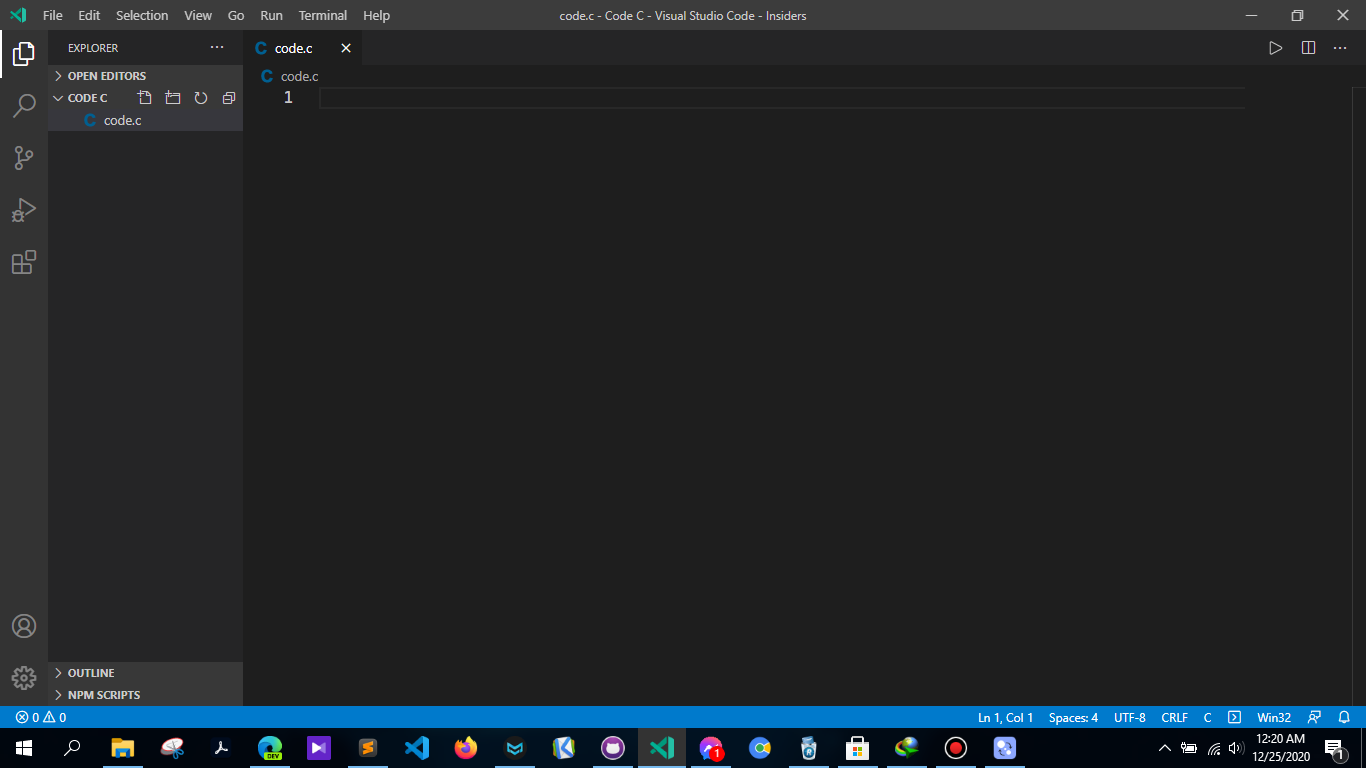 File Edit Selection View Go Run Terminal Help
code.c - Code C - Visual Studio Code - Insiders
EXPLORER
OPEN EDITORS
CODE C
C code.c
OUTLINE
NPM SCRIPTS
C code.c
C code.c
1
0 0
Ln 1, Col 1 Spaces: 4 UTF-8 CRLF C Win32
DEV
1
12:20 AM
12/25/2020
1